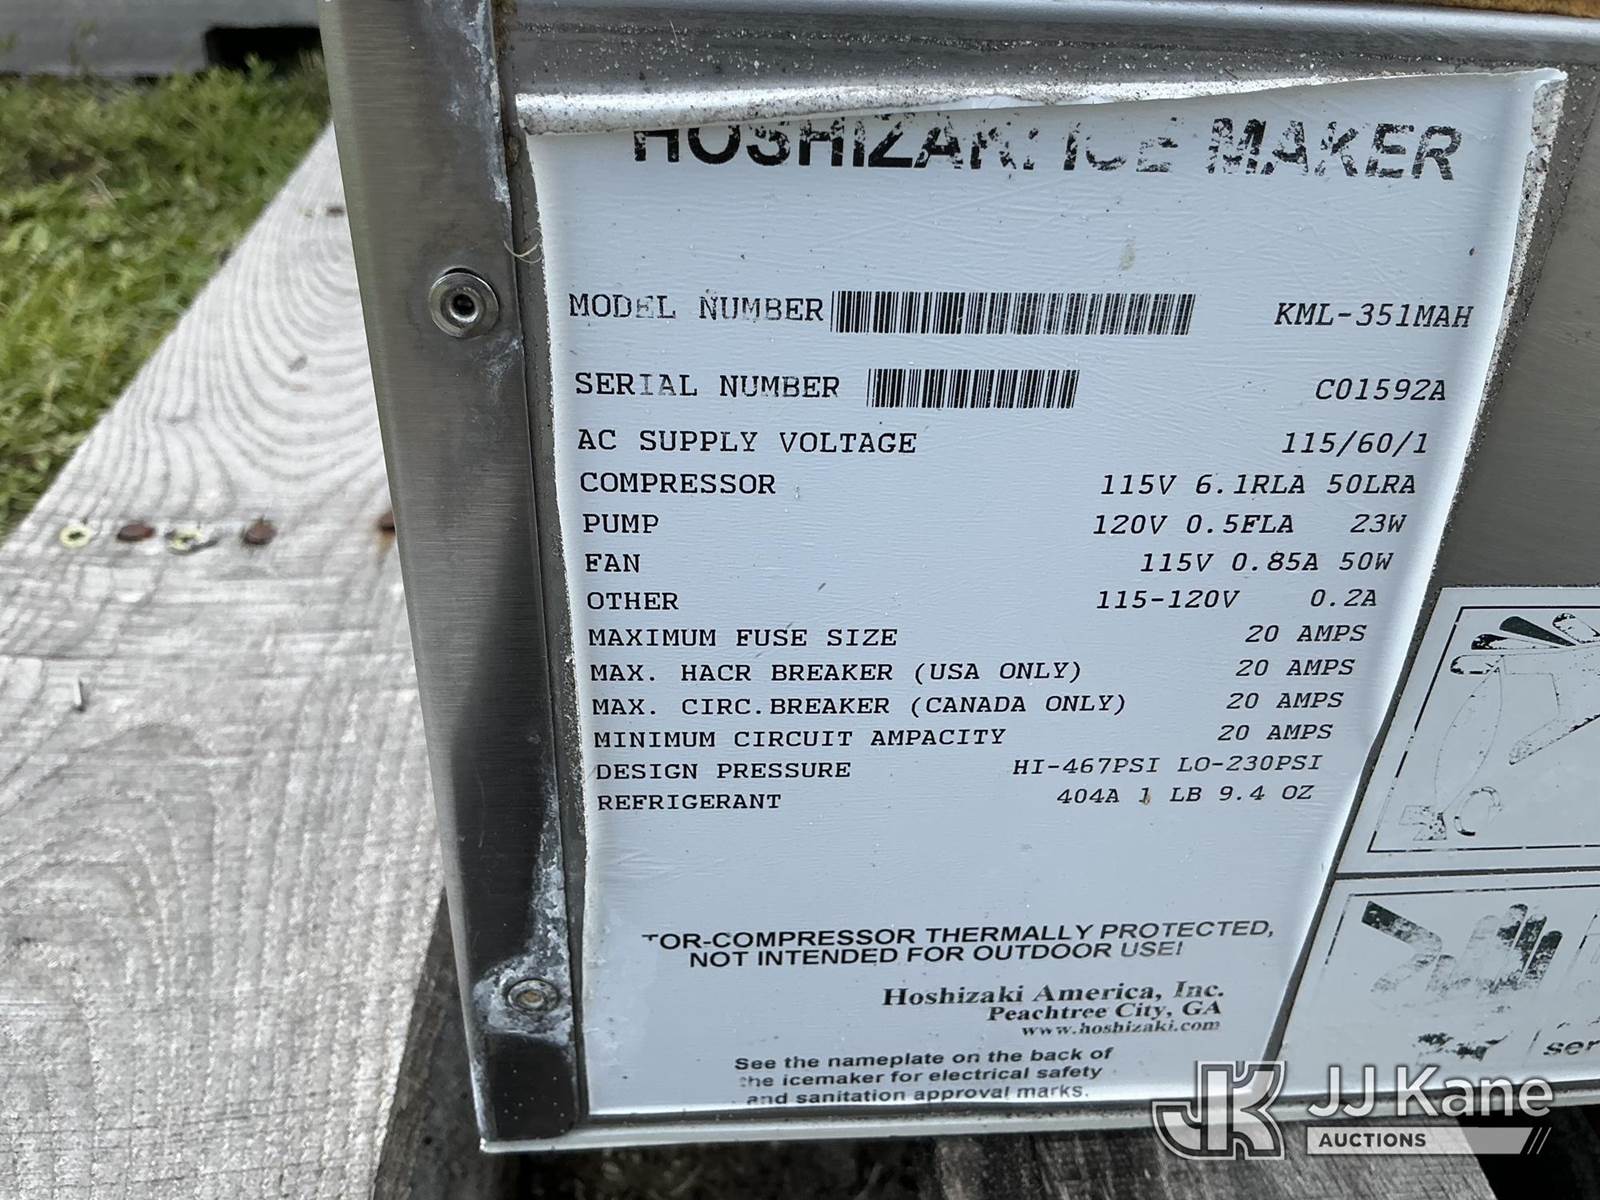 HOSHIZAKI ICE MAKER
MODEL NUMBER KML-351MAH
SERIAL NUMBER C01592A
AC SUPPLY VOLTAGE 115/60/1
COMPRESSOR 115V 6.1RLA 50LRA
PUMP 120V 0.5FLA 23W
FAN 115V 0.85A 50W
OTHER 115-120V 0.2A
MAXIMUM FUSE SIZE 20 AMPS
MAX. HACR BREAKER (USA ONLY) 20 AMPS
MAX. CIRC.BREAKER (CANADA ONLY) 20 AMPS
MINIMUM CIRCUIT AMPACITY 20 AMPS
DESIGN PRESSURE HI-467PSI LO-230PSI
REFRIGERANT 404A 1 LB 9.4 OZ
TOR-COMPRESSOR THERMALLY PROTECTED,
NOT INTENDED FOR OUTDOOR USE!
Hoshizaki America, Inc.
Peachtree City, GA
www.hoshizaki.com
See the nameplate on the back of
the icemaker for electrical safety
and sanitation approval marks.
ser
JK JJ Kane
AUCTIONS